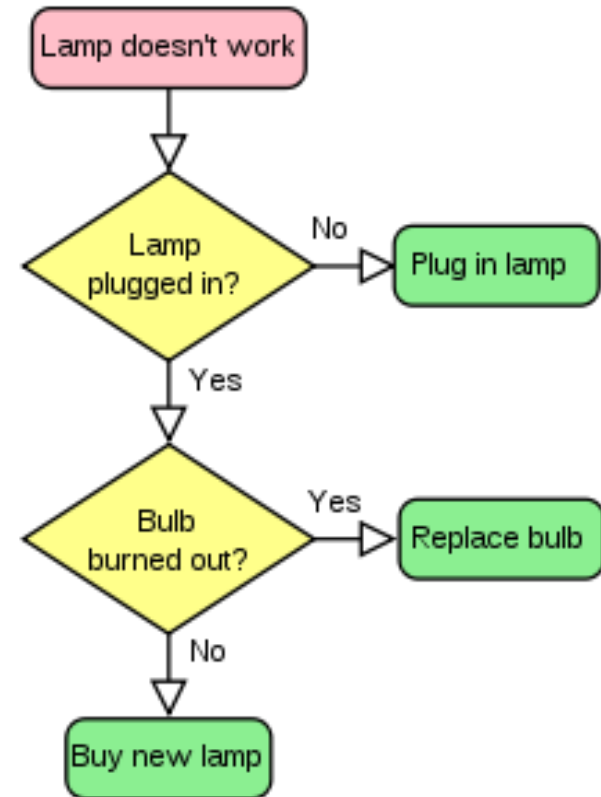 Lamp doesn't work
Lamp
plugged in?
No
Plug in lamp
Yes
Bulb
burned out?
Yes
Replace bulb
No
Buy new lamp